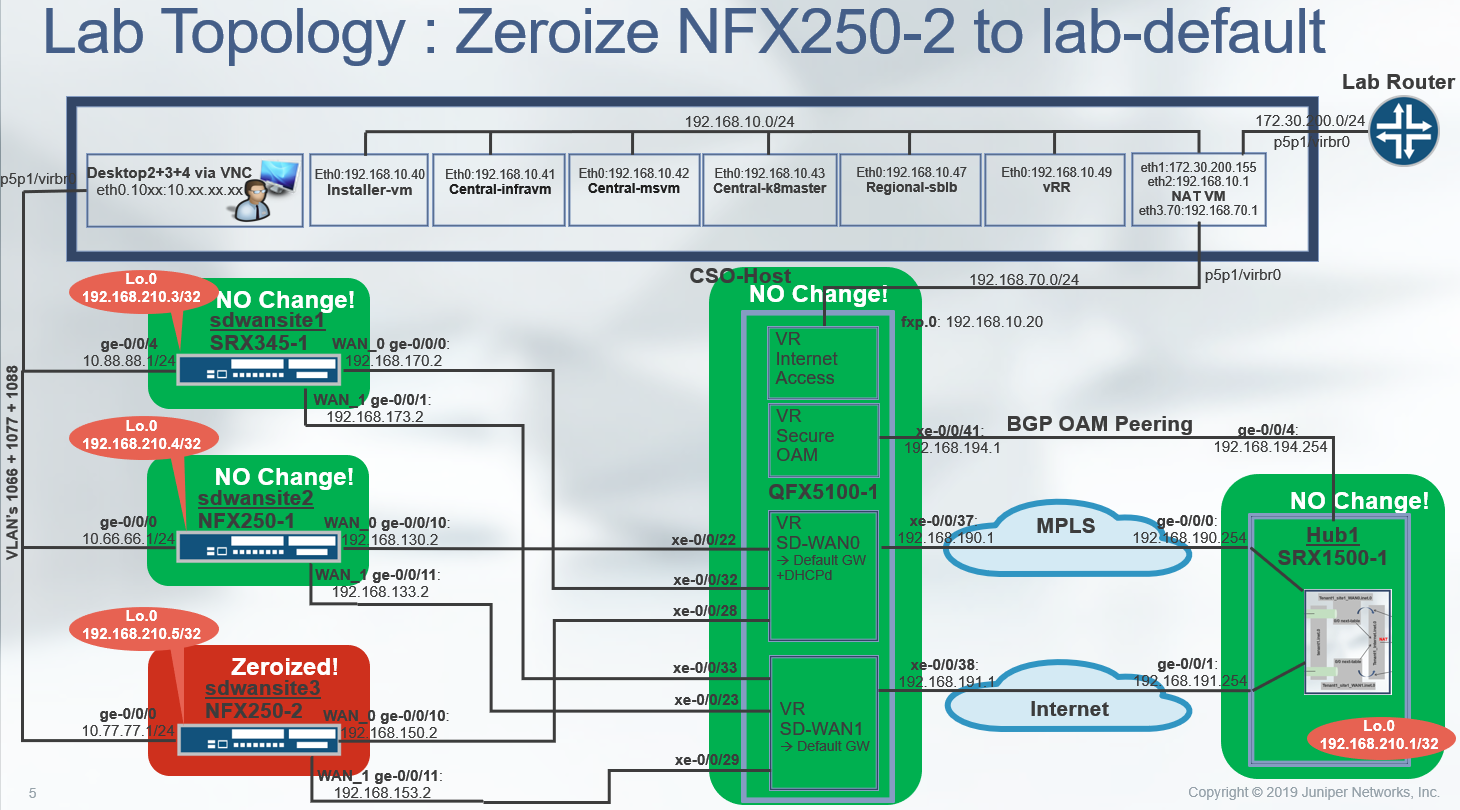 Lab Topology : Zeroize NFX250-2 to lab-default
Lab Router
192.168.10.0/24
172.30.200.0/24
p5p1/virbr0
p5p1/virbr
Desktop2+3+4 via VNC
eth0.10xx:10.xx.xx.xx
Eth0:192.168.10.40
Installer-vm
Eth0:192.168.10.41
Central-infravm
Eth0:192.168.10.42
Central-msvm
Eth0:192.168.10.43
Central-k8master
Eth0:192.168.10.47
Regional-sblb
Eth0:192.168.10.49
vRR
eth1:172.30.200.155
eth2:192.168.10.1
NAT VM
eth3.70:192.168.70.1
CSO-Host
192.168.70.0/24
p5p1/virbr0
Lo.0
192.168.210.3/32
NO Change!
sdwansite1
SRX345-1
ge-0/0/4
10.88.88.1/24
WAN_0 ge-0/0/0:
192.168.170.2
WAN_1 ge-0/0/1:
192.168.173.2
VLAN's 1066 + 1077 + 1088
Lo.0
192.168.210.4/32
NO Change!
sdwansite2
NFX250-1
ge-0/0/0
10.66.66.1/24
WAN_0 ge-0/0/10:
192.168.130.2
WAN_1 ge-0/0/11:
192.168.133.2
Lo.0
192.168.210.5/32
Zeroized!
sdwansite3
NFX250-2
ge-0/0/0
10.77.77.1/24
WAN_0 ge-0/0/10:
192.168.150.2
WAN_1 ge-0/0/11:
192.168.153.2
NO Change!
fxp.0: 192.168.10.20
VR
Internet
Access
VR
Secure
OAM
QFX5100-1
VR
SD-WAN0
→ Default GW
+DHCPd
VR
SD-WAN1
→ Default GW
xe-0/0/22
xe-0/0/32
xe-0/0/28
xe-0/0/33
xe-0/0/23
xe-0/0/29
xe-0/0/41:
192.168.194.1
BGP OAM Peering
ge-0/0/4:
192.168.194.254
xe-0/0/37:
192.168.190.1
MPLS
ge-0/0/0:
192.168.190.254
xe-0/0/38:
192.168.191.1
Internet
ge-0/0/1:
192.168.191.254
NO Change!
Hub1
SRX1500-1
Lo.0
192.168.210.1/32
5
Copyright © 2019 Juniper Networks, Inc.